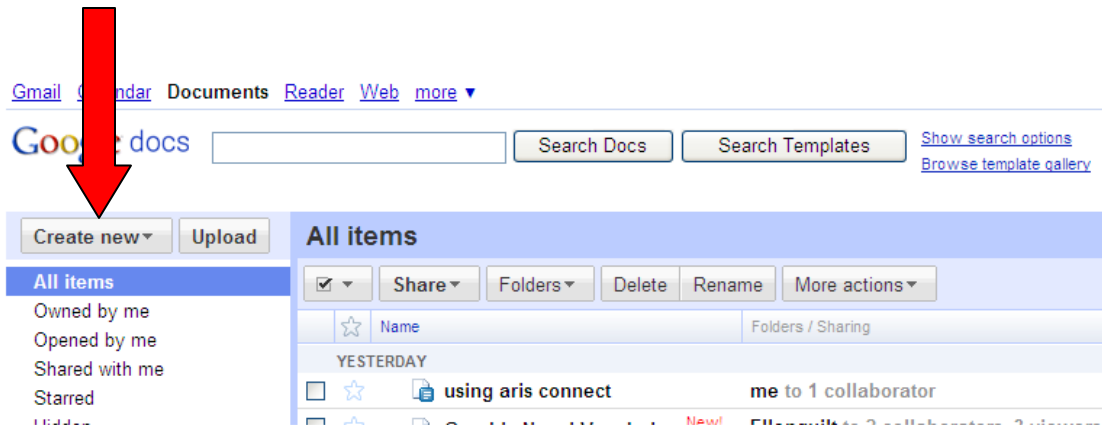 Gmail Documents Reader Web more ▼
docs Search Docs Search Templates Show search options
Browse template gallery
Create new Upload All items
All items Share Folders Delete Rename More actions
Owned by me Name Folders / Sharing
Opened by me YESTERDAY
Shared with me
Starred using aris connect me to 1 collaborator
New!